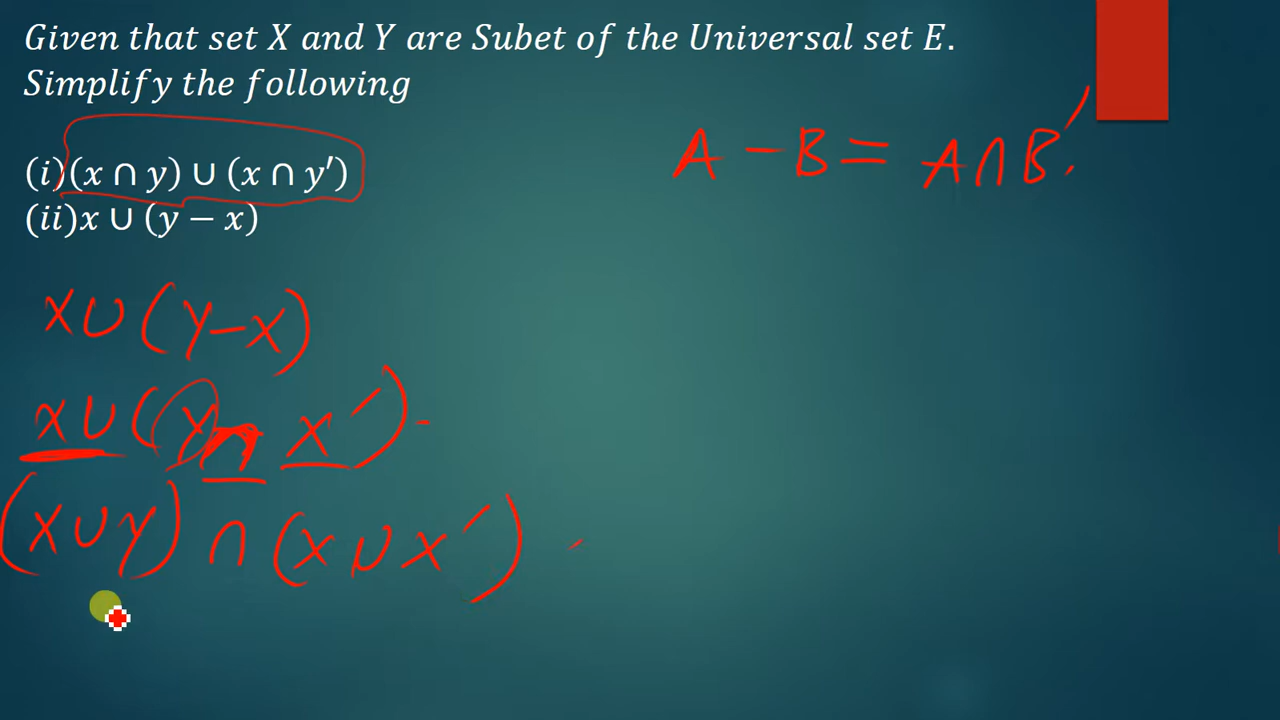 Given that set X and Y are Subet of the Universal set E.
Simplify the following
(i)(x ∩ y) ∪ (x ∩ y′)
(ii)x ∪ (y − x)
A − B = A ∩ B′.
x ∪ (y − x)
x ∪ (y ∩ x′)
(x ∪ y) ∩ (x ∪ x′)